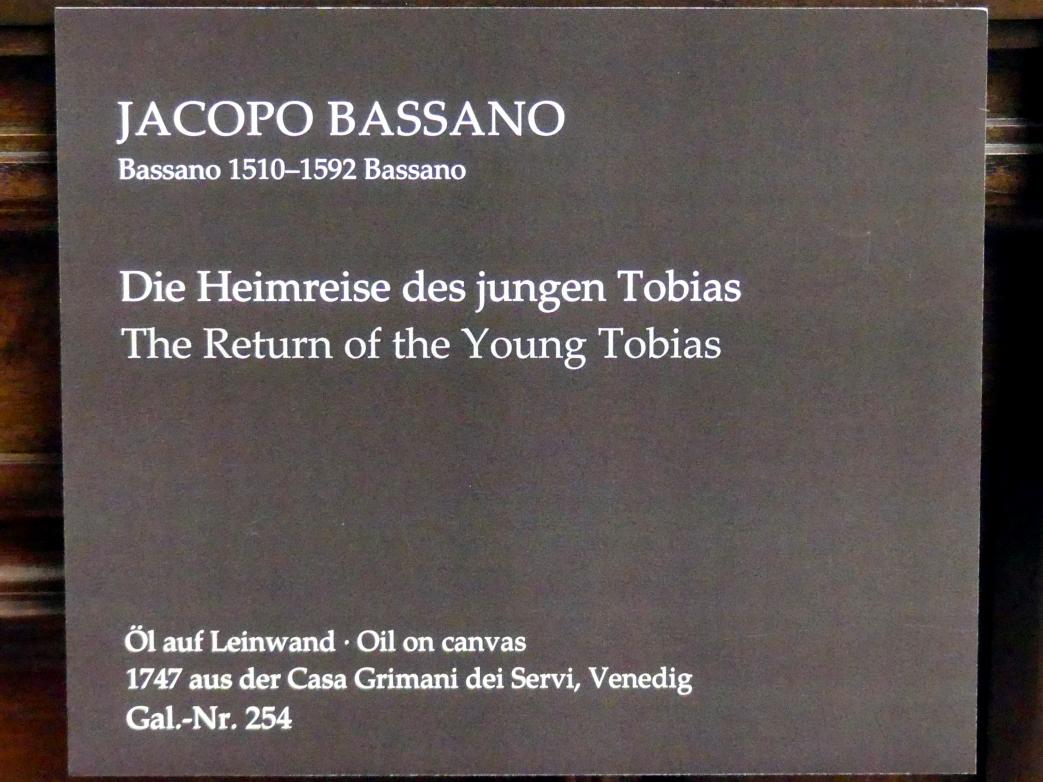 JACOPO BASSANO
Bassano 1510–1592 Bassano
Die Heimreise des jungen Tobias
The Return of the Young Tobias
Öl auf Leinwand · Oil on canvas
1747 aus der Casa Grimani dei Servi, Venedig
Gal.-Nr. 254